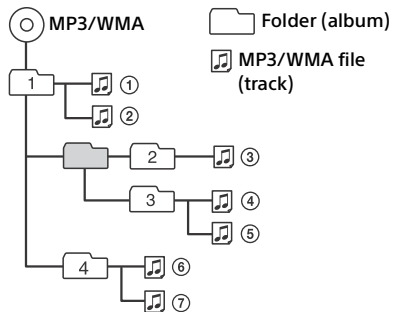 MP3/WMA
Folder (album)
MP3/WMA file
(track)
1
①
②
2
③
3
④
⑤
4
⑥
⑦